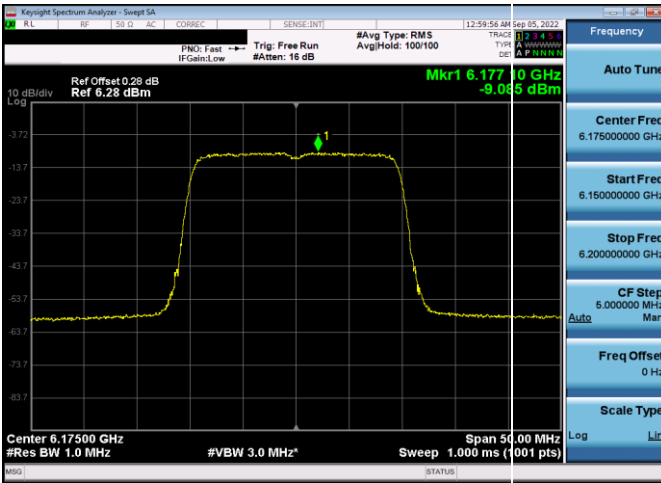 Keysight Spectrum Analyzer - Swept SA
RL RF 50 Ω AC CORREC SENSE:INT 12:59:56 AM Sep 05, 2022
PNO: Fast
IFGain:Low
Trig: Free Run
#Atten: 16 dB
#Avg Type: RMS
Avg|Hold: 100/100
TRACE 1 2 3 4 5 6
TYPE A WWWWW
DET A P N N N N
Mkr1 6.177 10 GHz
-9.085 dBm
Ref Offset 0.28 dB
10 dB/div Ref 6.28 dBm
Log
1
-3.72
-13.7
-23.7
-33.7
-43.7
-53.7
-63.7
-73.7
-83.7
Center 6.17500 GHz Span 50.00 MHz
#Res BW 1.0 MHz #VBW 3.0 MHz* Sweep 1.000 ms (1001 pts)
MSG STATUS
Frequency
Auto Tune
Center Freq
6.175000000 GHz
Start Freq
6.150000000 GHz
Stop Freq
6.200000000 GHz
CF Step
5.000000 MHz
Auto Man
Freq Offset
0 Hz
Scale Type
Log Lin